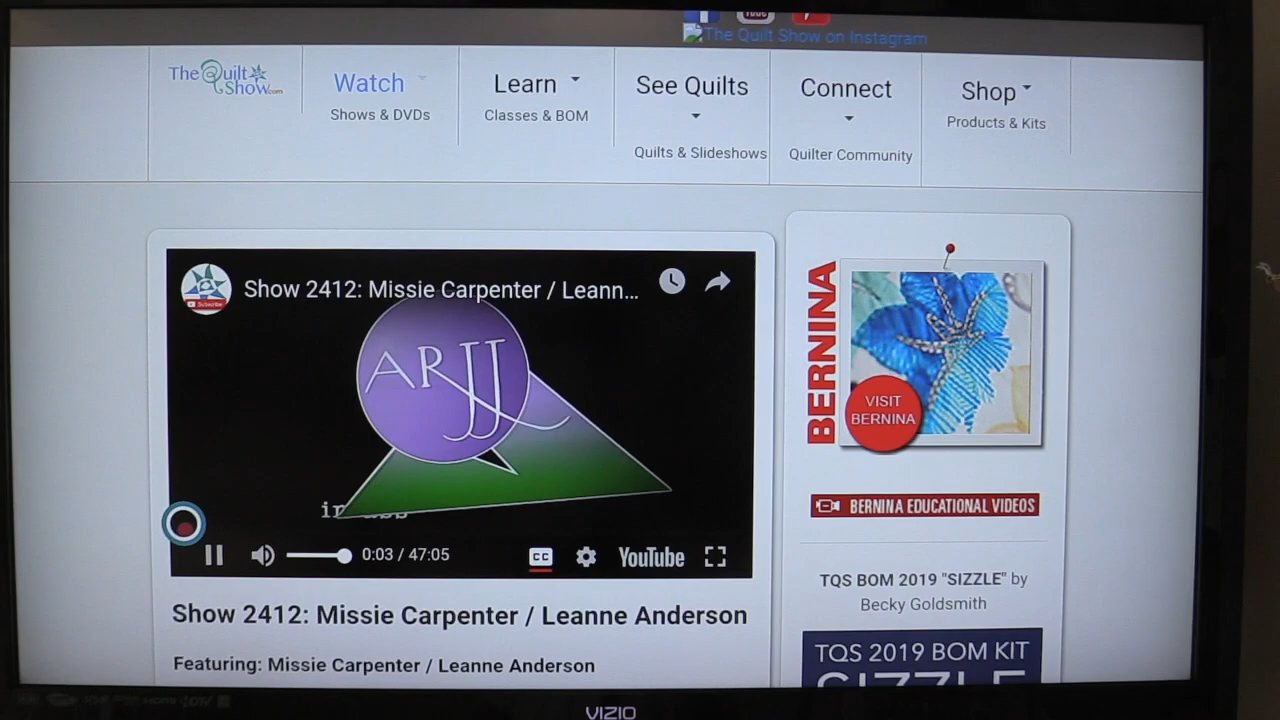 The Quilt Show on Instagram
The Quilt Show.com
Watch
Shows & DVDs
Learn
Classes & BOM
See Quilts
Quilts & Slideshows
Connect
Quilter Community
Shop
Products & Kits
Show 2412: Missie Carpenter / Leann...
ARJJ
0:03 / 47:05
CC
YouTube
Show 2412: Missie Carpenter / Leanne Anderson
Featuring: Missie Carpenter / Leanne Anderson
BERNINA
VISIT
BERNINA
BERNINA EDUCATIONAL VIDEOS
TQS BOM 2019 "SIZZLE" by
Becky Goldsmith
TQS 2019 BOM KIT
SIZZLE
VIZIO